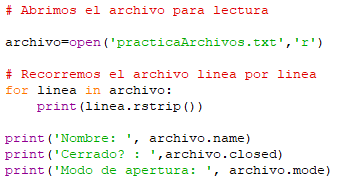 # Abrimos el archivo para lectura
archivo=open('practicaArchivos.txt','r')
# Recorremos el archivo linea por linea
for linea in archivo:
    print(linea.rstrip())
print('Nombre: ', archivo.name)
print('Cerrado? : ',archivo.closed)
print('Modo de apertura: ', archivo.mode)